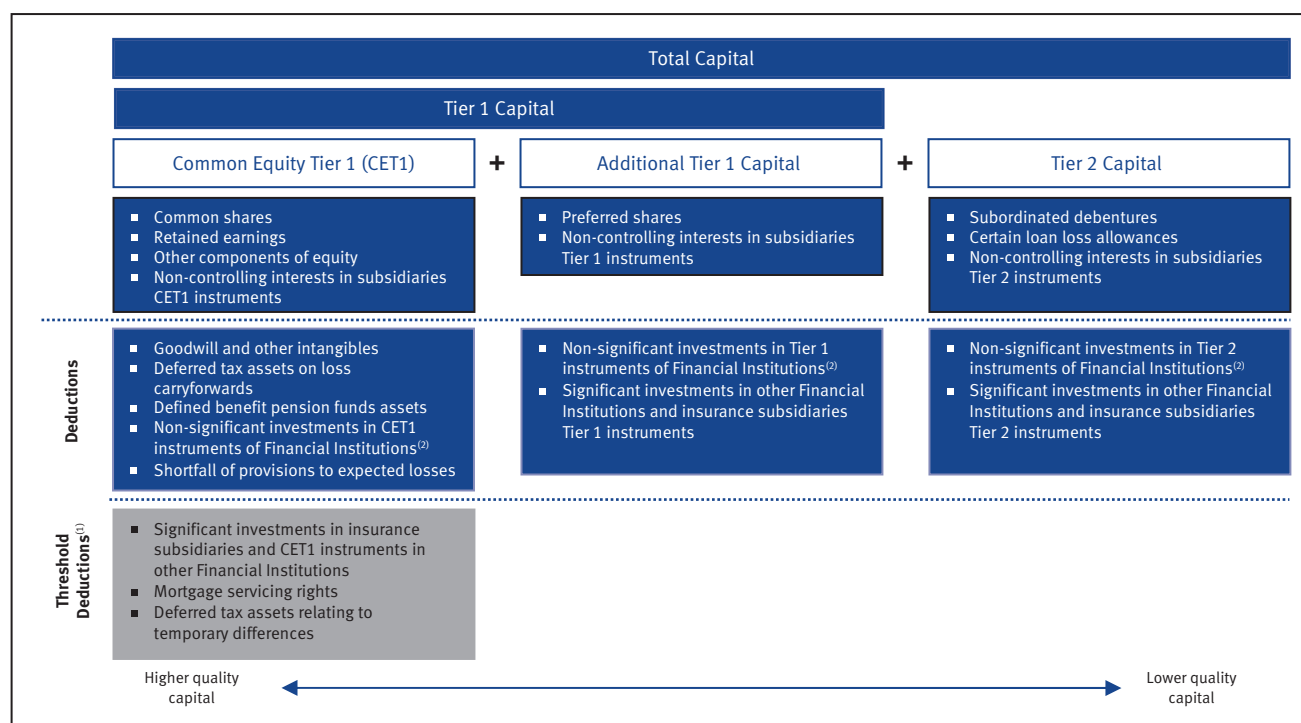 Total Capital
Tier 1 Capital
Common Equity Tier 1 (CET1)
+
Additional Tier 1 Capital
+
Tier 2 Capital
▪ Common shares
▪ Retained earnings
▪ Other components of equity
▪ Non-controlling interests in subsidiaries
CET1 instruments
▪ Preferred shares
▪ Non-controlling interests in subsidiaries
Tier 1 instruments
▪ Subordinated debentures
▪ Certain loan loss allowances
▪ Non-controlling interests in subsidiaries
Tier 2 instruments
Deductions
▪ Goodwill and other intangibles
▪ Deferred tax assets on loss
carryforwards
▪ Defined benefit pension funds assets
▪ Non-significant investments in CET1
instruments of Financial Institutions(2)
▪ Shortfall of provisions to expected losses
▪ Non-significant investments in Tier 1
instruments of Financial Institutions(2)
▪ Significant investments in other Financial
Institutions and insurance subsidiaries
Tier 1 instruments
▪ Non-significant investments in Tier 2
instruments of Financial Institutions(2)
▪ Significant investments in other Financial
Institutions and insurance subsidiaries
Tier 2 instruments
Threshold
Deductions(1)
▪ Significant investments in insurance
subsidiaries and CET1 instruments in
other Financial Institutions
▪ Mortgage servicing rights
▪ Deferred tax assets relating to
temporary differences
Higher quality
capital
Lower quality
capital